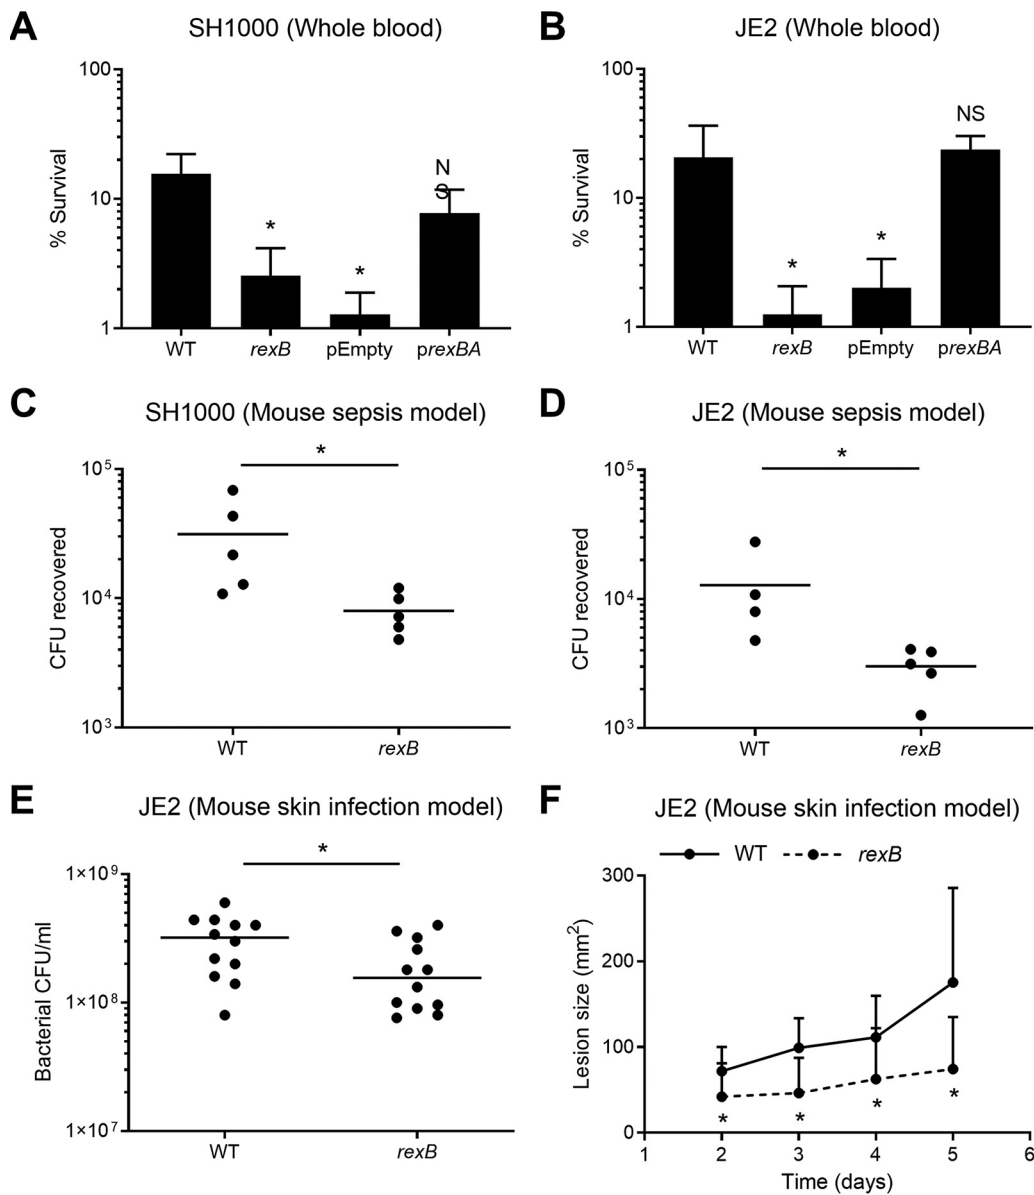 A
SH1000 (Whole blood)
% Survival
100
10
1
*
*
N
S
WT
rexB
pEmpty
prexBA
B
JE2 (Whole blood)
% Survival
100
10
1
*
*
NS
WT
rexB
pEmpty
prexBA
C
SH1000 (Mouse sepsis model)
*
CFU recovered
10⁵
10⁴
10³
WT
rexB
D
JE2 (Mouse sepsis model)
*
CFU recovered
10⁵
10⁴
10³
WT
rexB
E
JE2 (Mouse skin infection model)
*
Bacterial CFU/ml
1×10⁹
1×10⁸
1×10⁷
WT
rexB
F
JE2 (Mouse skin infection model)
WT
rexB
Lesion size (mm²)
300
200
100
0
*
*
*
*
1
2
3
4
5
6
Time (days)